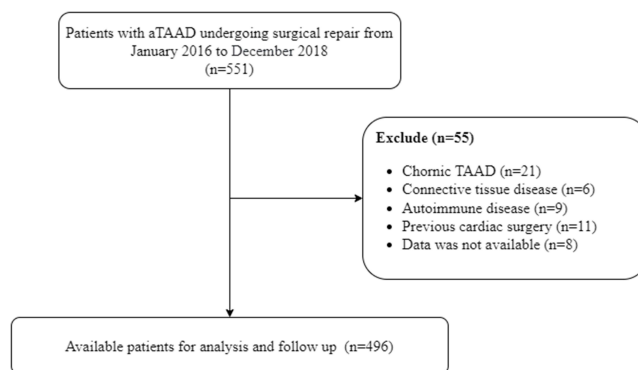 Patients with aTAAD undergoing surgical repair from
January 2016 to December 2018
(n=551)
Exclude (n=55)
• Chornic TAAD (n=21)
• Connective tissue disease (n=6)
• Autoimmune disease (n=9)
• Previous cardiac surgery (n=11)
• Data was not available (n=8)
Available patients for analysis and follow up (n=496)